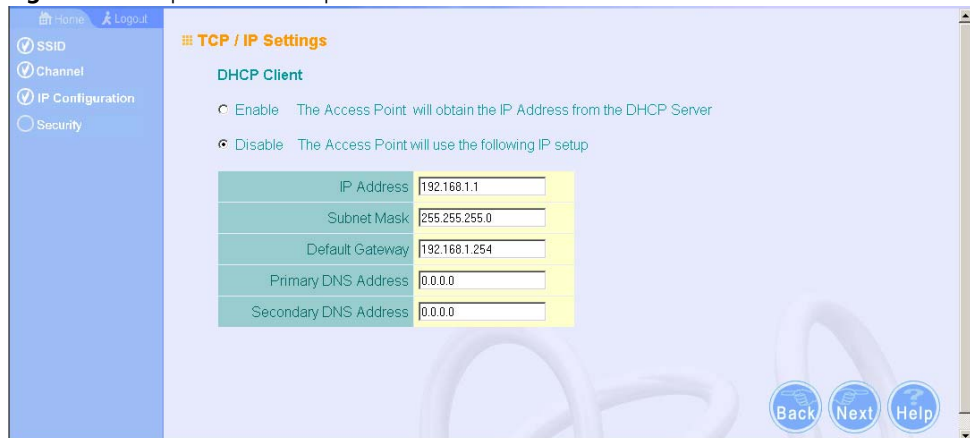 Home Logout
SSID
Channel
IP Configuration
Security
TCP / IP Settings
DHCP Client
Enable The Access Point will obtain the IP Address from the DHCP Server
Disable The Access Point will use the following IP setup
IP Address 192.168.1.1
Subnet Mask 255.255.255.0
Default Gateway 192.168.1.254
Primary DNS Address 0.0.0.0
Secondary DNS Address 0.0.0.0
Back Next Help